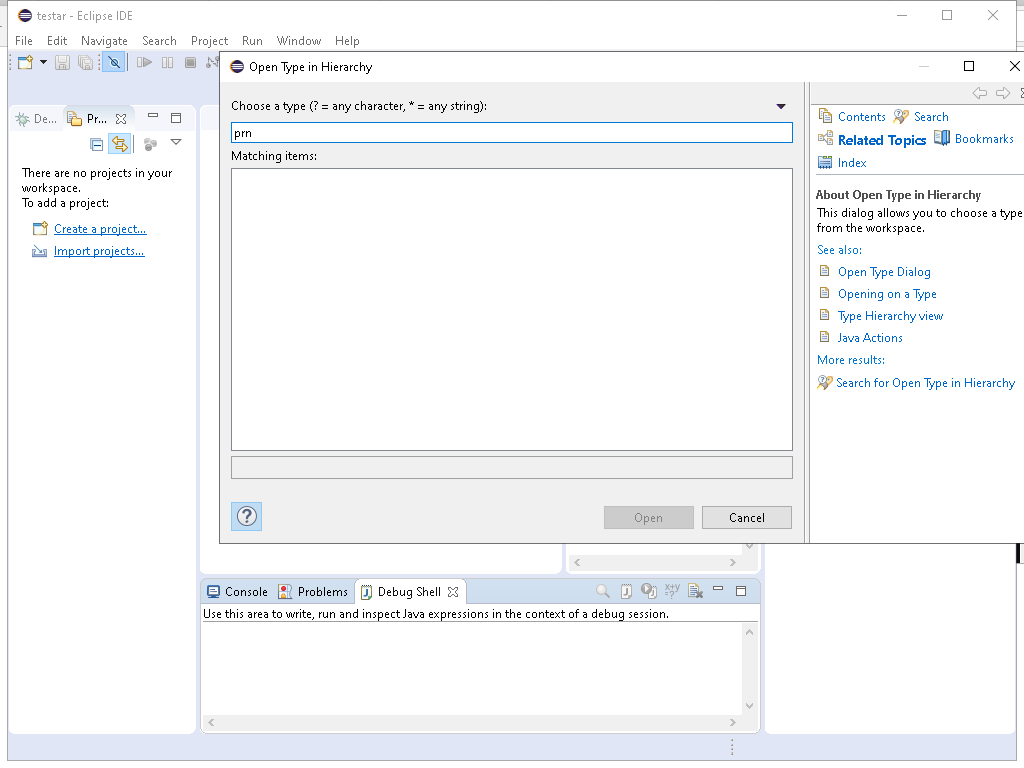 testar - Eclipse IDE
File Edit Navigate Search Project Run Window Help
Open Type in Hierarchy
Choose a type (? = any character, * = any string):
prn
Matching items:
Open
Cancel
De...
Pr...
There are no projects in your
workspace.
To add a project:
Create a project...
Import projects...
Contents Search
Related Topics Bookmarks
Index
About Open Type in Hierarchy
This dialog allows you to choose a type
from the workspace.
See also:
Open Type Dialog
Opening on a Type
Type Hierarchy view
Java Actions
More results:
Search for Open Type in Hierarchy
Console Problems Debug Shell
Use this area to write, run and inspect Java expressions in the context of a debug session.